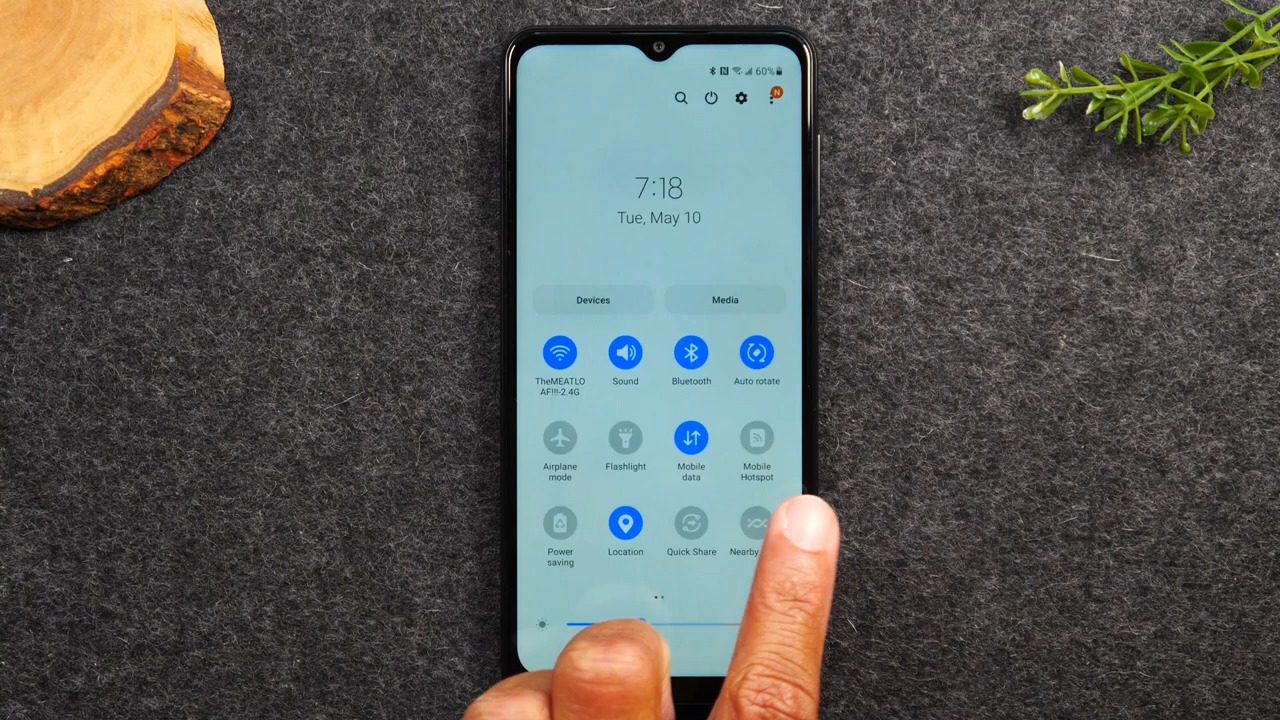 60%
N
7:18
Tue, May 10
Devices Media
TheMEATLO
AF!!!-2.4G
Sound
Bluetooth
Auto rotate
Airplane
mode
Flashlight
Mobile
data
Mobile
Hotspot
Power
saving
Location
Quick Share
Nearby